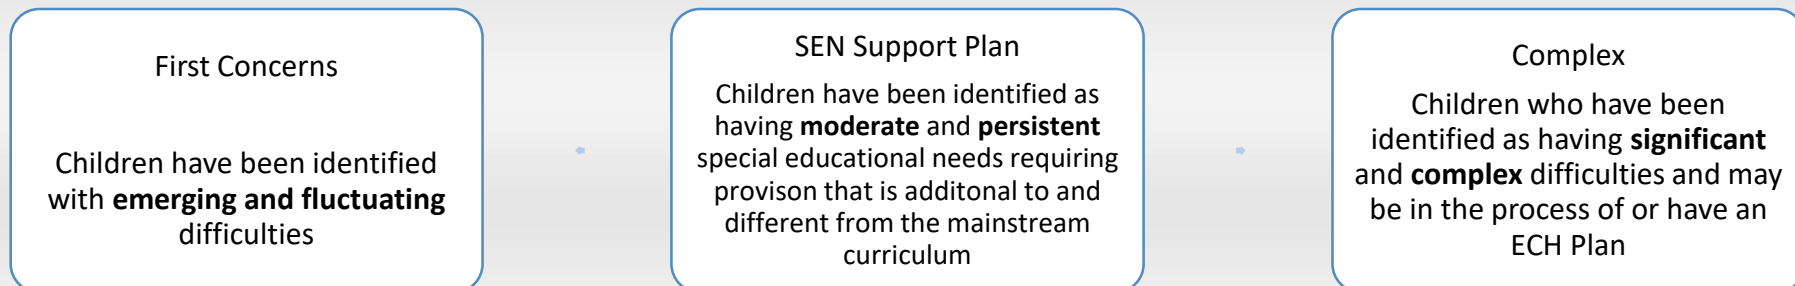 First Concerns
Children have been identified
with emerging and fluctuating
difficulties
SEN Support Plan
Children have been identified as
having moderate and persistent
special educational needs requiring
provison that is additonal to and
different from the mainstream
curriculum
Complex
Children who have been
identified as having significant
and complex difficulties and may
be in the process of or have an
ECH Plan